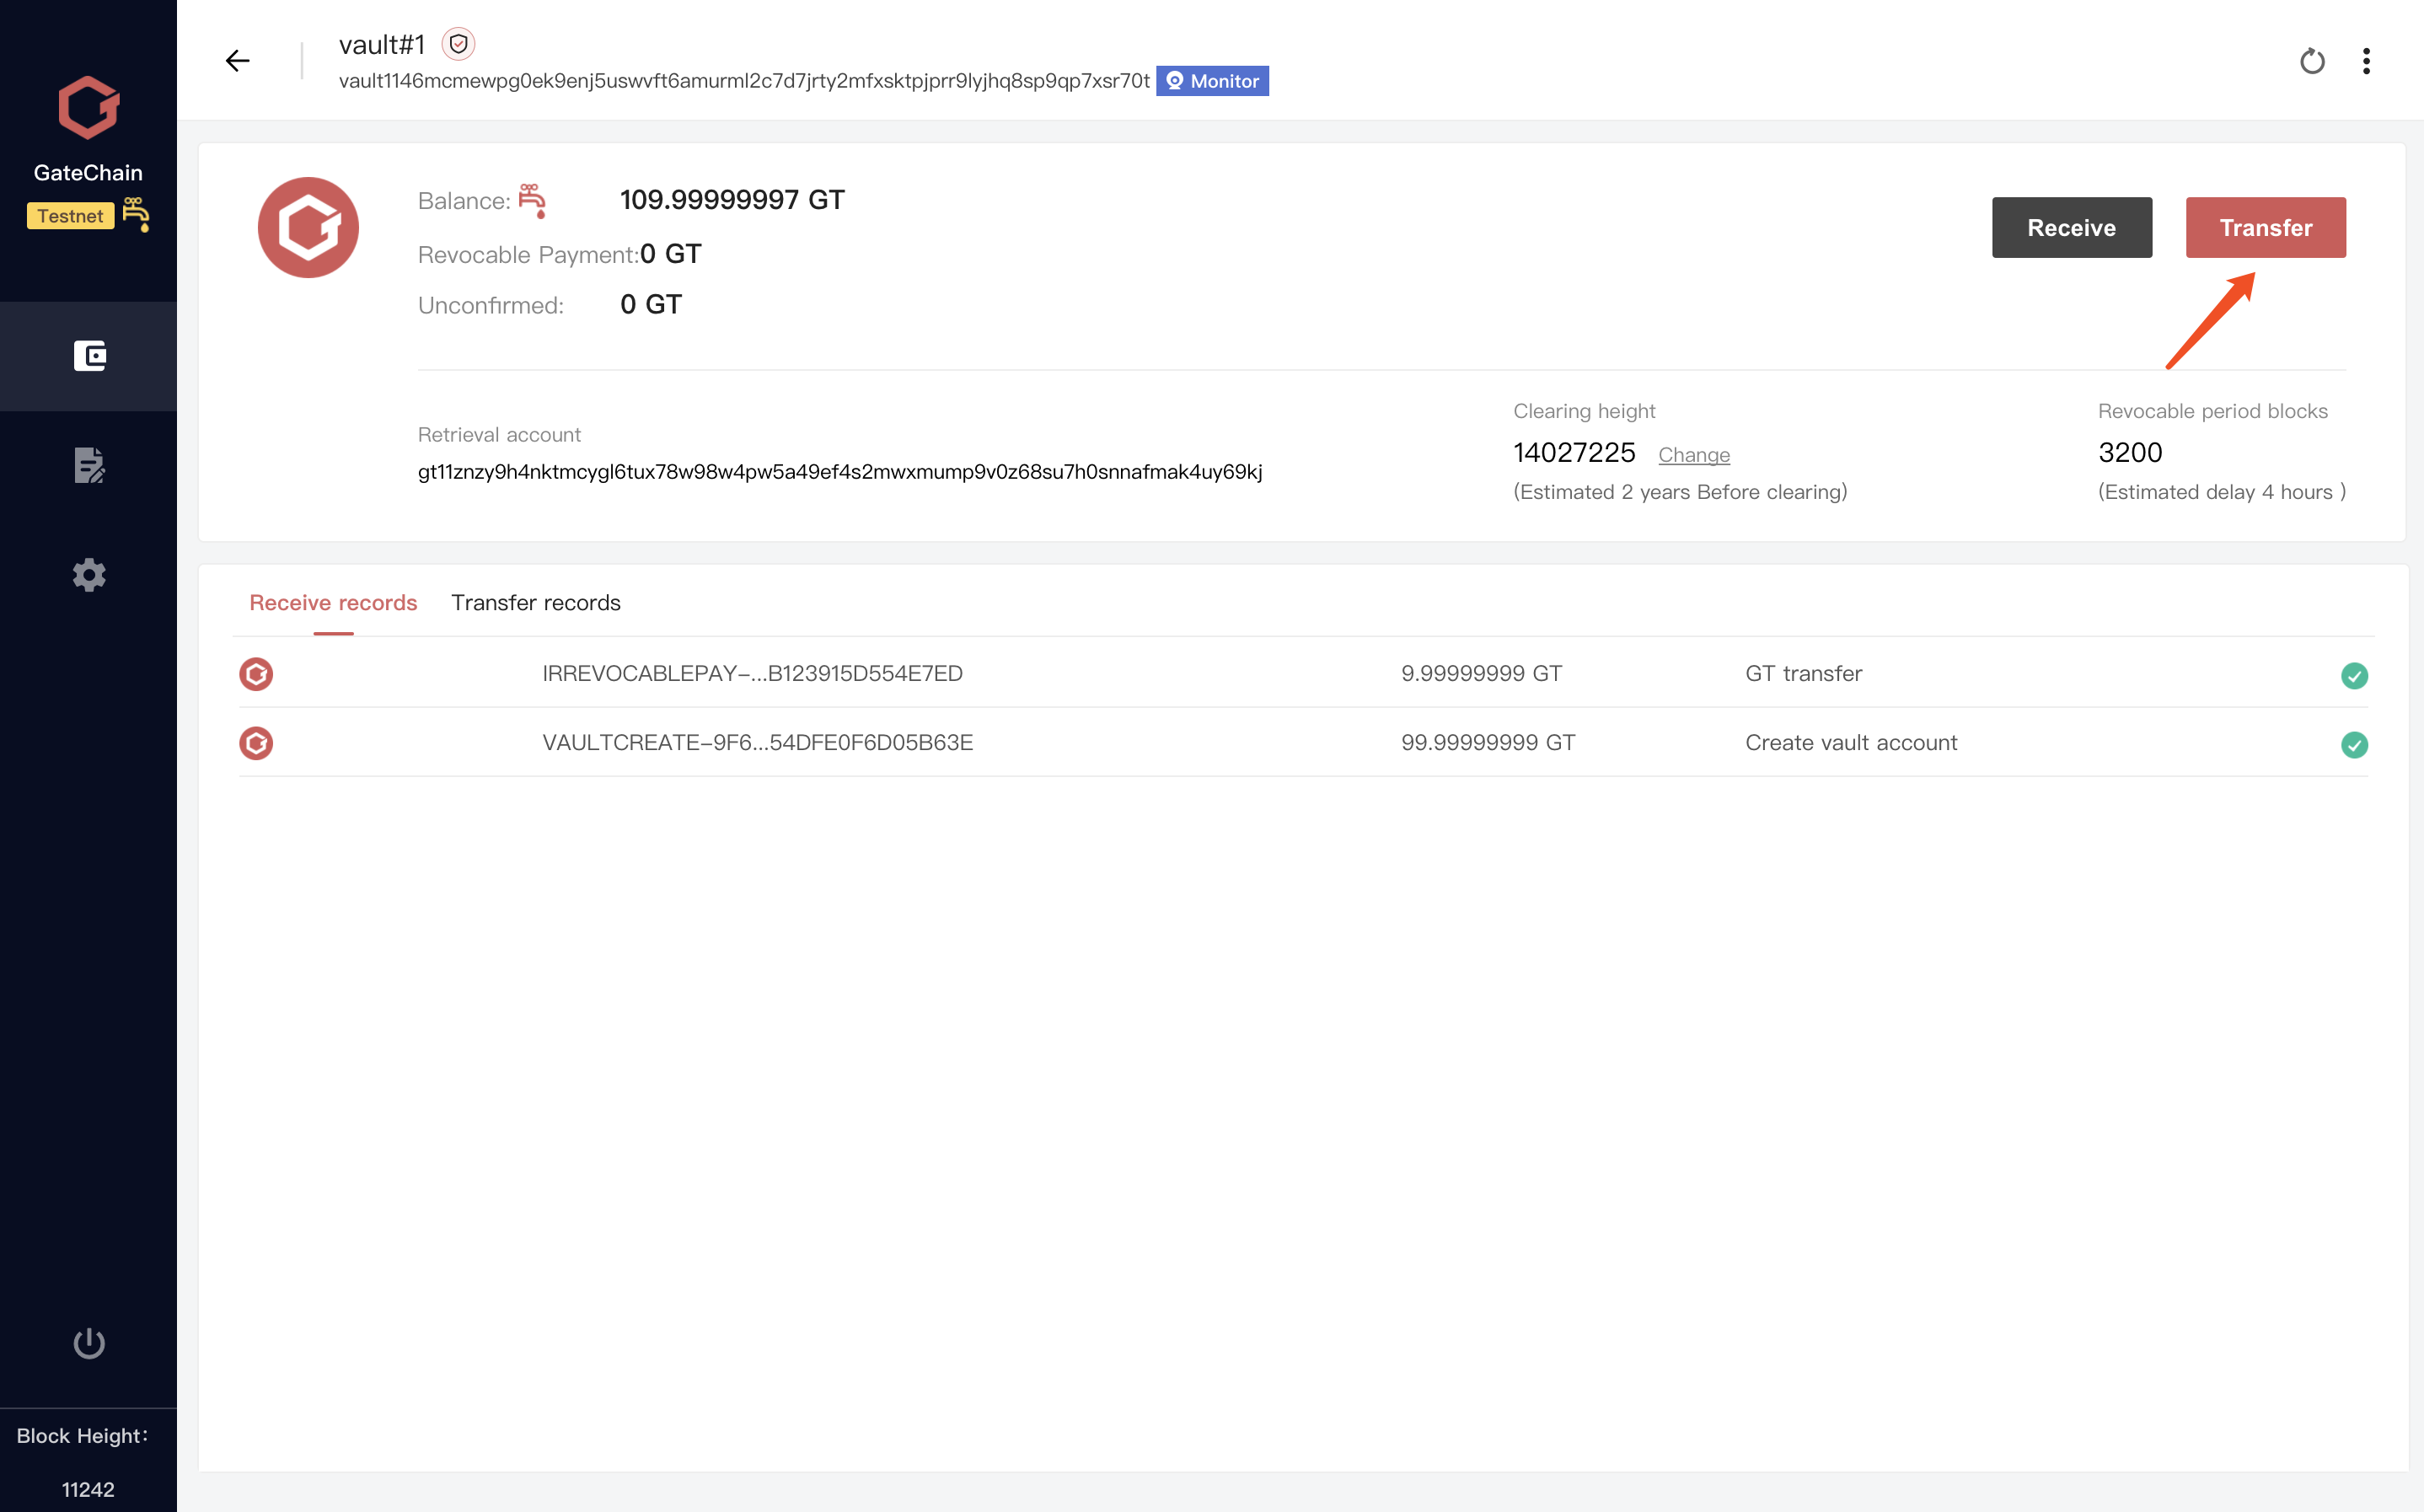 GateChain
Testnet
Block Height:
11242
vault#1
vault1146mcmewpg0ek9enj5uswvft6amurml2c7d7jrty2mfxsktpjprr9lyjhq8sp9qp7xsr70t Monitor
Balance: 109.99999997 GT
Revocable Payment:0 GT
Unconfirmed: 0 GT
Receive Transfer
Retrieval account
gt11znzy9h4nktmcygl6tux78w98w4pw5a49ef4s2mwxmump9v0z68su7h0snnafmak4uy69kj
Clearing height
14027225 Change
(Estimated 2 years Before clearing)
Revocable period blocks
3200
(Estimated delay 4 hours )
Receive records Transfer records
IRREVOCABLEPAY-...B123915D554E7ED 9.99999999 GT GT transfer
VAULTCREATE-9F6...54DFE0F6D05B63E 99.99999999 GT Create vault account